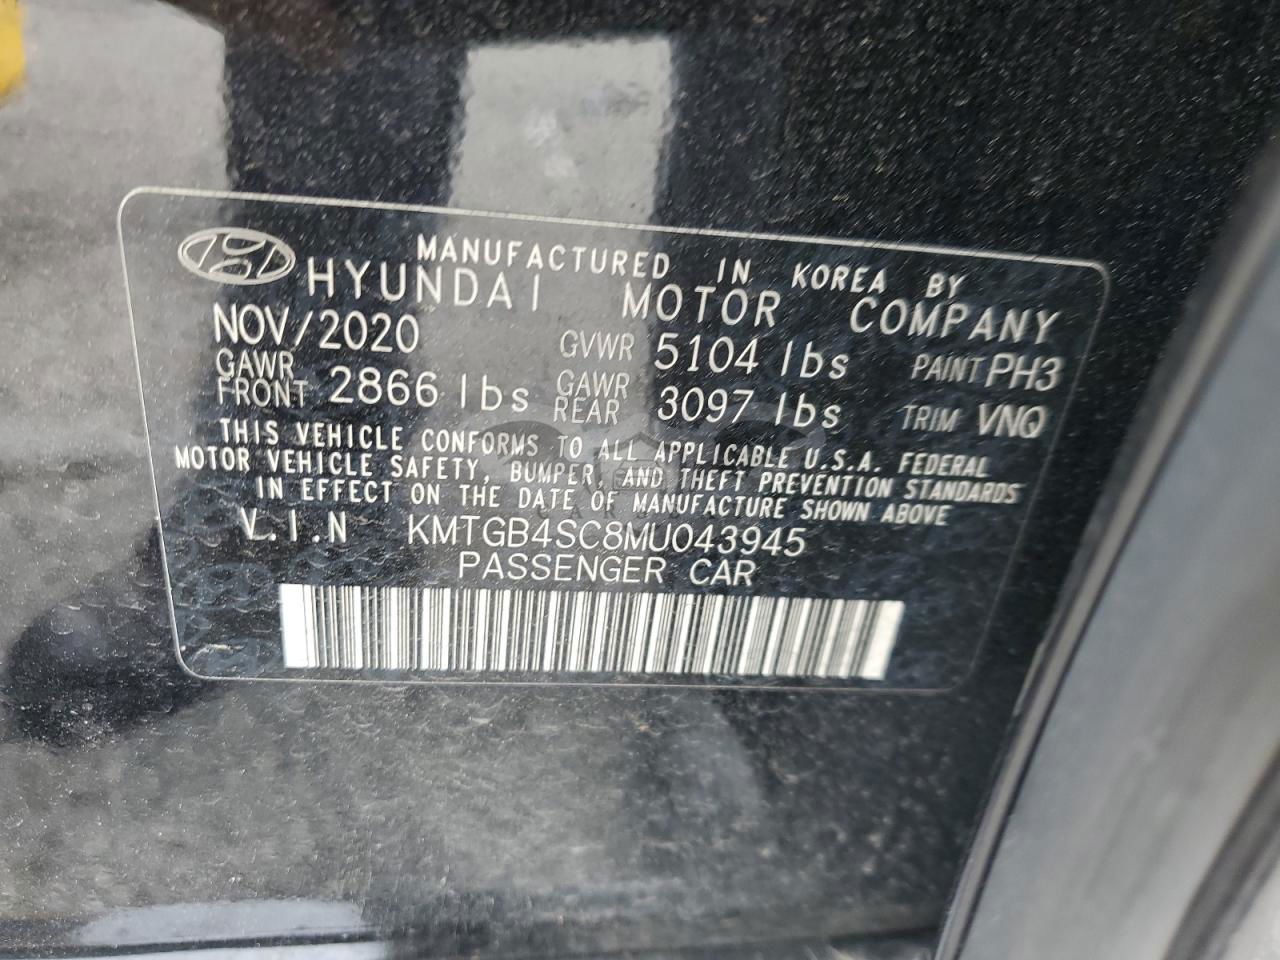 MANUFACTURED IN KOREA BY
HYUNDAI MOTOR COMPANY
NOV/2020 GVWR 5104 lbs PAINT PH3
GAWR FRONT 2866 lbs GAWR REAR 3097 lbs TRIM VNQ
THIS VEHICLE CONFORMS TO ALL APPLICABLE U.S.A. FEDERAL
MOTOR VEHICLE SAFETY, BUMPER, AND THEFT PREVENTION STANDARDS
IN EFFECT ON THE DATE OF MANUFACTURE SHOWN ABOVE
V.I.N KMTGB4SC8MU043945
PASSENGER CAR